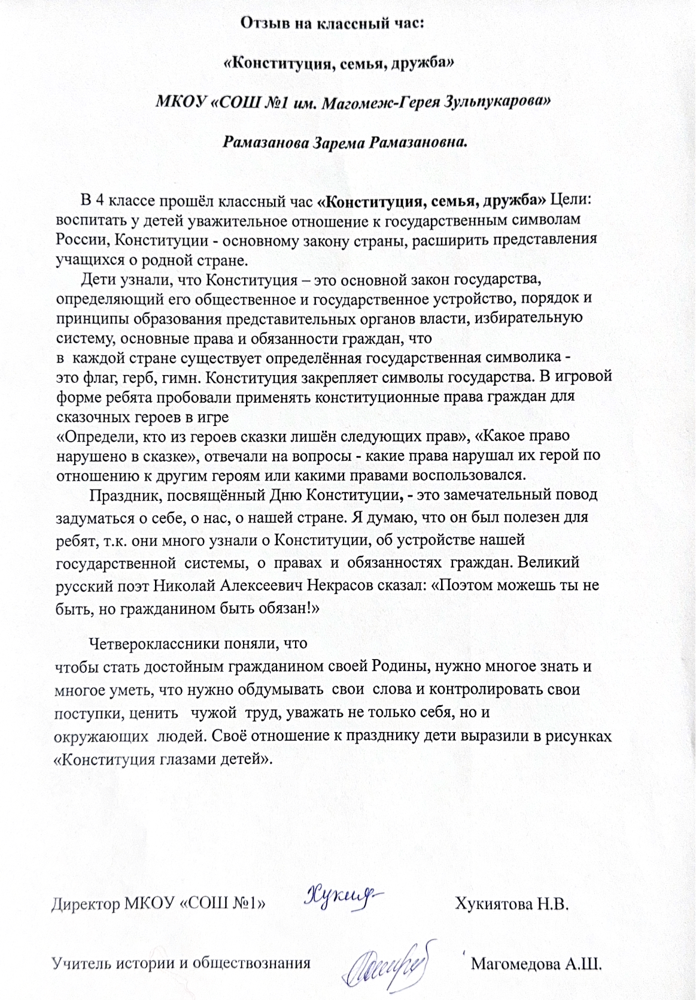 Отзыв на классный час:
«Конституция, семья, дружба»
МКОУ «СОШ №1 им. Магомеж-Герея Зульпукарова»
Рамазанова Зарема Рамазановна.
В 4 классе прошёл классный час «Конституция, семья, дружба» Цели:
воспитать у детей уважительное отношение к государственным символам
России, Конституции - основному закону страны, расширить представления
учащихся о родной стране.
Дети узнали, что Конституция – это основной закон государства,
определяющий его общественное и государственное устройство, порядок и
принципы образования представительных органов власти, избирательную
систему, основные права и обязанности граждан, что
в каждой стране существует определённая государственная символика -
это флаг, герб, гимн. Конституция закрепляет символы государства. В игровой
форме ребята пробовали применять конституционные права граждан для
сказочных героев в игре
«Определи, кто из героев сказки лишён следующих прав», «Какое право
нарушено в сказке», отвечали на вопросы - какие права нарушал их герой по
отношению к другим героям или какими правами воспользовался.
Праздник, посвящённый Дню Конституции, - это замечательный повод
задуматься о себе, о нас, о нашей стране. Я думаю, что он был полезен для
ребят, т.к. они много узнали о Конституции, об устройстве нашей
государственной системы, о правах и обязанностях граждан. Великий
русский поэт Николай Алексеевич Некрасов сказал: «Поэтом можешь ты не
быть, но гражданином быть обязан!»
Четвероклассники поняли, что
чтобы стать достойным гражданином своей Родины, нужно многое знать и
многое уметь, что нужно обдумывать свои слова и контролировать свои
поступки, ценить чужой труд, уважать не только себя, но и
окружающих людей. Своё отношение к празднику дети выразили в рисунках
«Конституция глазами детей».
Директор МКОУ «СОШ №1» Хукия Хукиятова Н.В.
Учитель истории и обществознания Магомедова А.Ш.